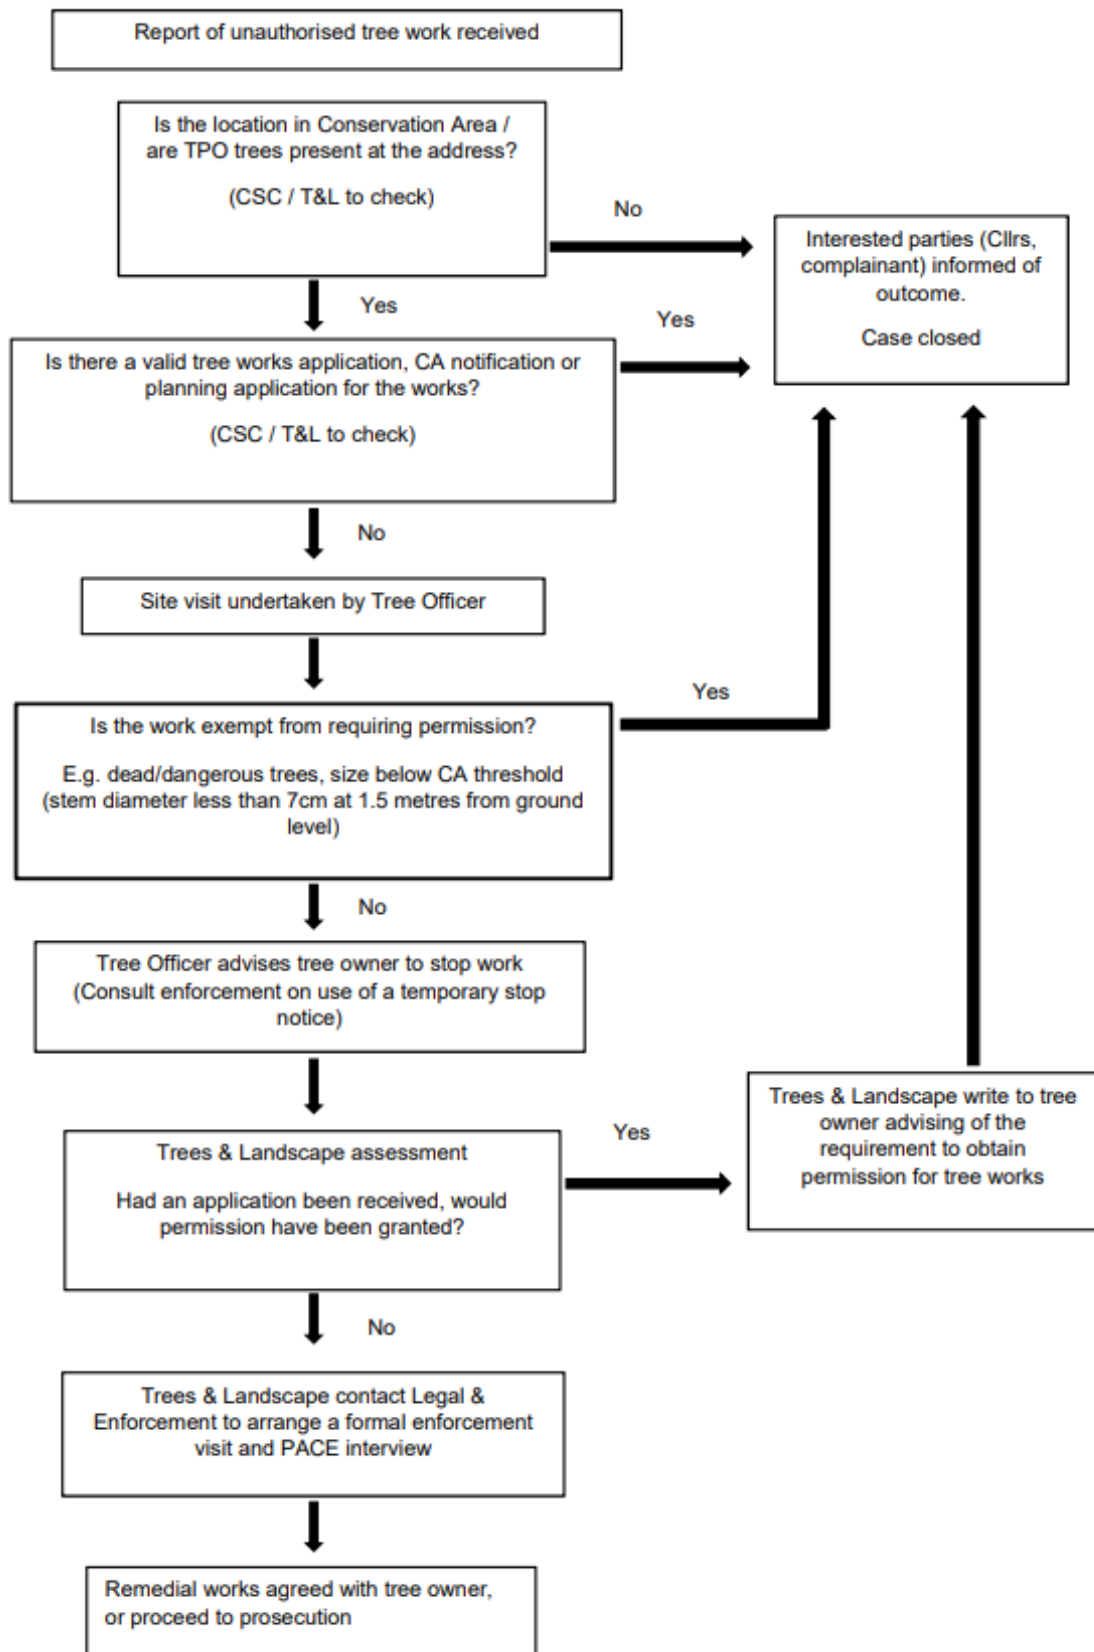 Report of unauthorised tree work received
Is the location in Conservation Area /
are TPO trees present at the address?
(CSC / T&L to check)
No
Interested parties (Cllrs,
complainant) informed of
outcome.
Case closed
Yes
Yes
Is there a valid tree works application, CA notification or
planning application for the works?
(CSC / T&L to check)
No
Site visit undertaken by Tree Officer
Yes
Is the work exempt from requiring permission?
E.g. dead/dangerous trees, size below CA threshold
(stem diameter less than 7cm at 1.5 metres from ground
level)
No
Tree Officer advises tree owner to stop work
(Consult enforcement on use of a temporary stop
notice)
Trees & Landscape assessment
Had an application been received, would
permission have been granted?
Yes
Trees & Landscape write to tree
owner advising of the
requirement to obtain
permission for tree works
No
Trees & Landscape contact Legal &
Enforcement to arrange a formal enforcement
visit and PACE interview
Remedial works agreed with tree owner,
or proceed to prosecution